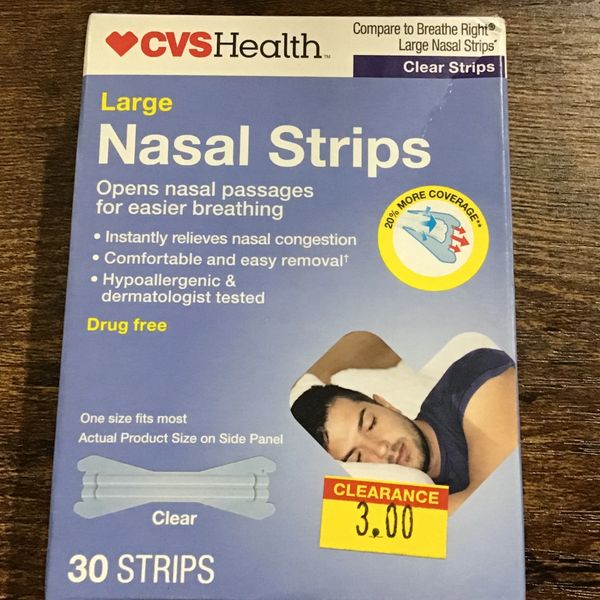 CVSHealth™
Compare to Breathe Right®
Large Nasal Strips*
Clear Strips
Large
Nasal Strips
Opens nasal passages
for easier breathing
• Instantly relieves nasal congestion
• Comfortable and easy removal†
• Hypoallergenic &
dermatologist tested
Drug free
20% MORE COVERAGE**
One size fits most
Actual Product Size on Side Panel
Clear
30 STRIPS
CLEARANCE
3.00